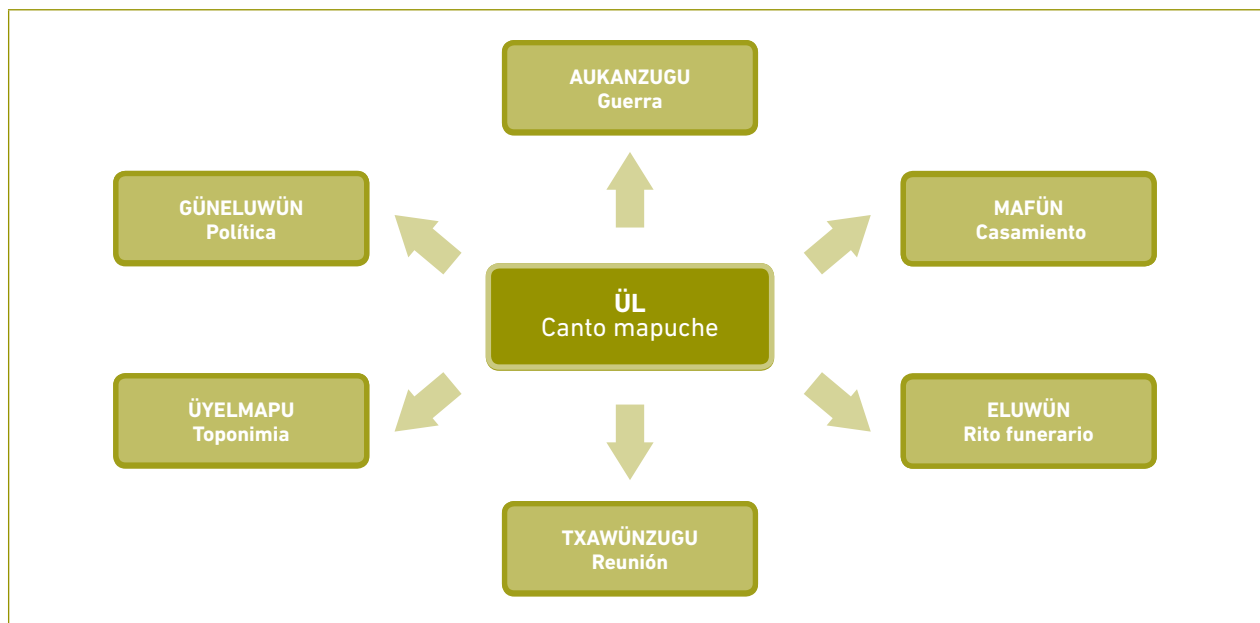 AUKANZUGU
Guerra
GÜNELUWÜN
Política
MAFÜN
Casamiento
ÜL
Canto mapuche
ÜYELMAPU
Toponimia
ELUWÜN
Rito funerario
TXAWÜNZUGU
Reunión